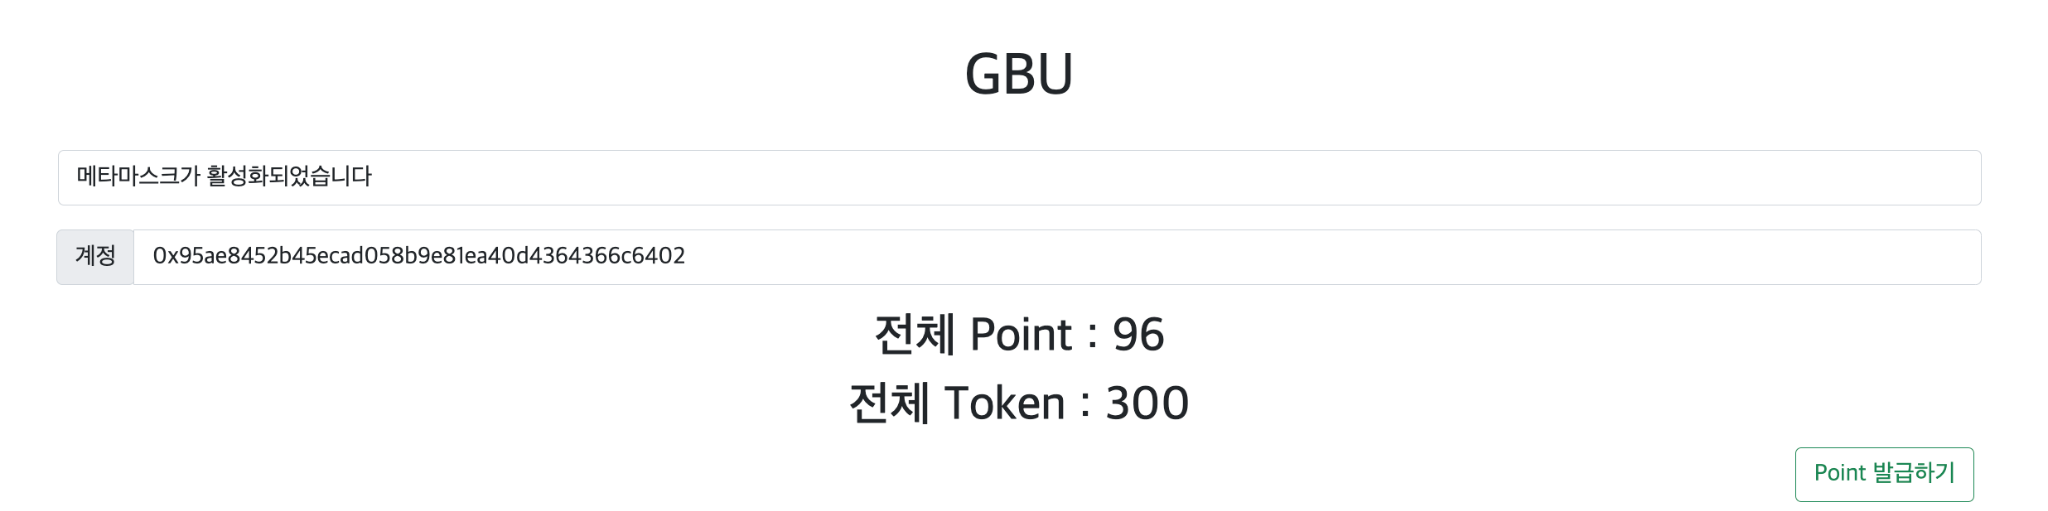 GBU
메타마스크가 활성화되었습니다
계정 0x95ae8452b45ecad058b9e81ea40d4364366c6402
전체 Point : 96
전체 Token : 300
Point 발급하기